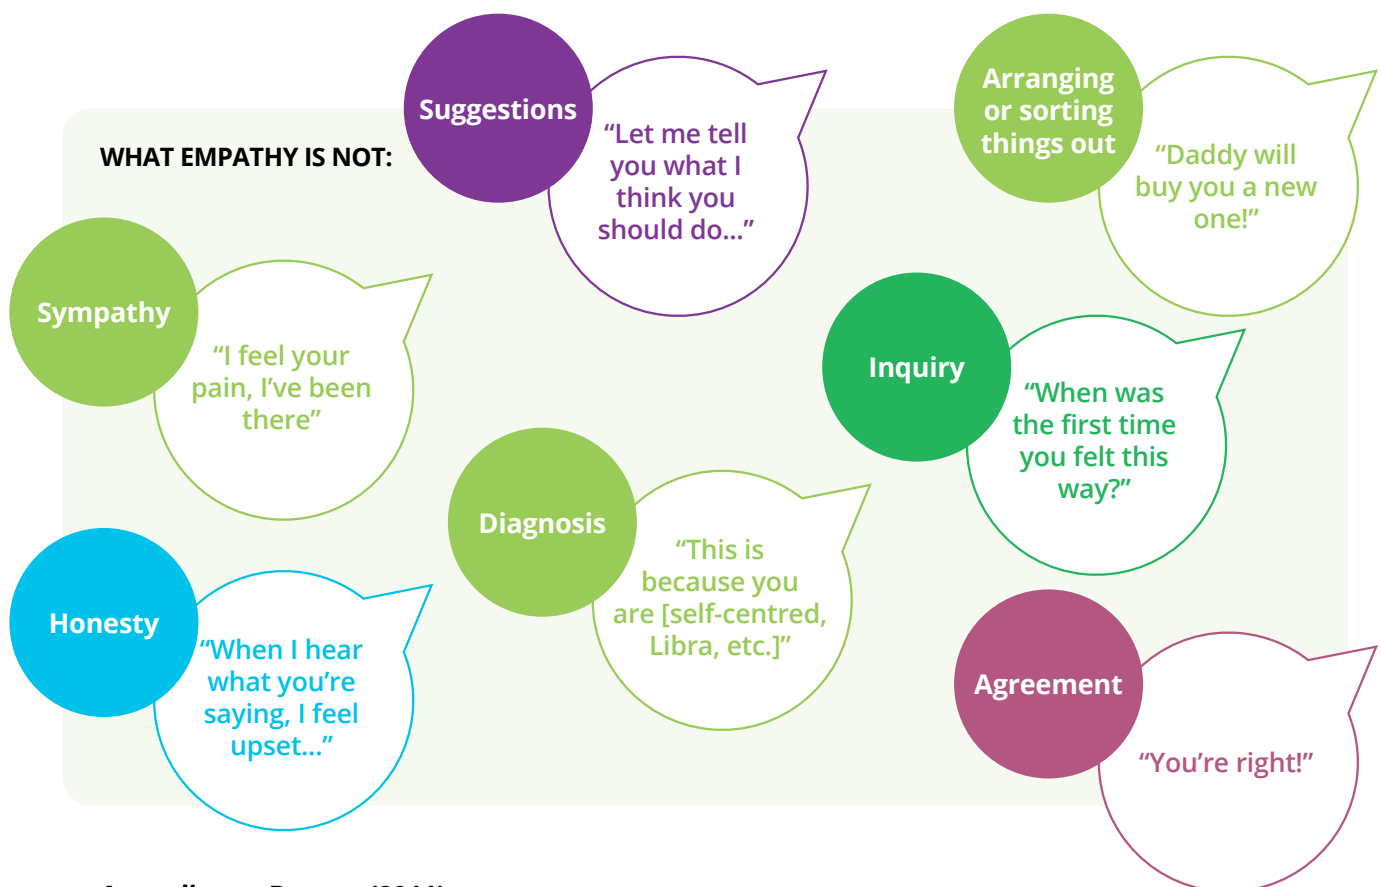 WHAT EMPATHY IS NOT:
Suggestions
“Let me tell
you what I
think you
should do...”
Arranging
or sorting
things out
“Daddy will
buy you a new
one!”
Sympathy
“I feel your
pain, I’ve been
there”
Inquiry
“When was
the first time
you felt this
way?”
Diagnosis
“This is
because you
are [self-centred,
Libra, etc.]”
Honesty
“When I hear
what you’re
saying, I feel
upset...”
Agreement
“You’re right!”